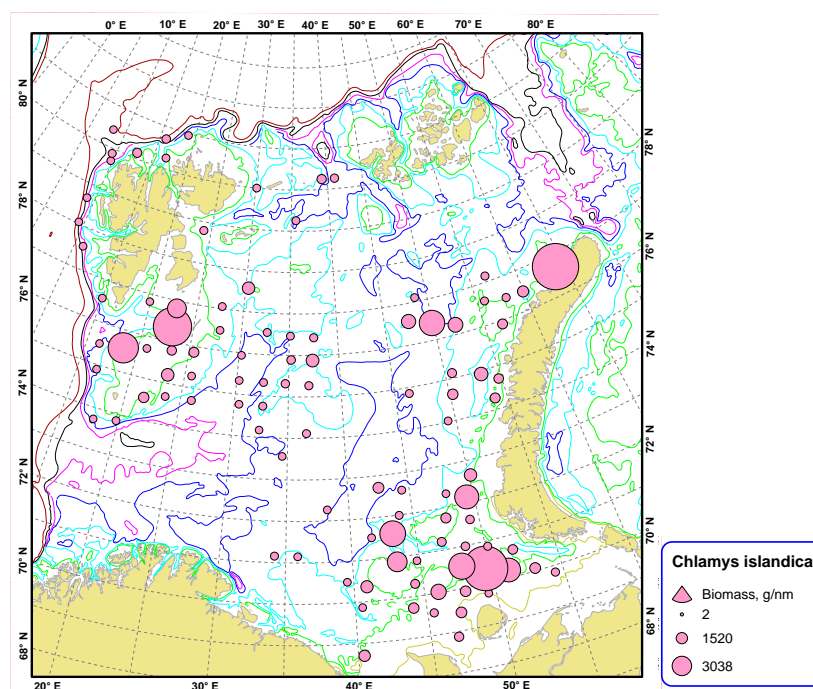 0° E 10° E 20° E 30° E 40° E 50° E 60° E 70° E 80° E
80° N
78° N
76° N
74° N
72° N
70° N
68° N
78° N
76° N
74° N
72° N
70° N
68° N
20° E 30° E 40° E 50° E
Chlamys islandica
Biomass, g/nm
2
1520
3038